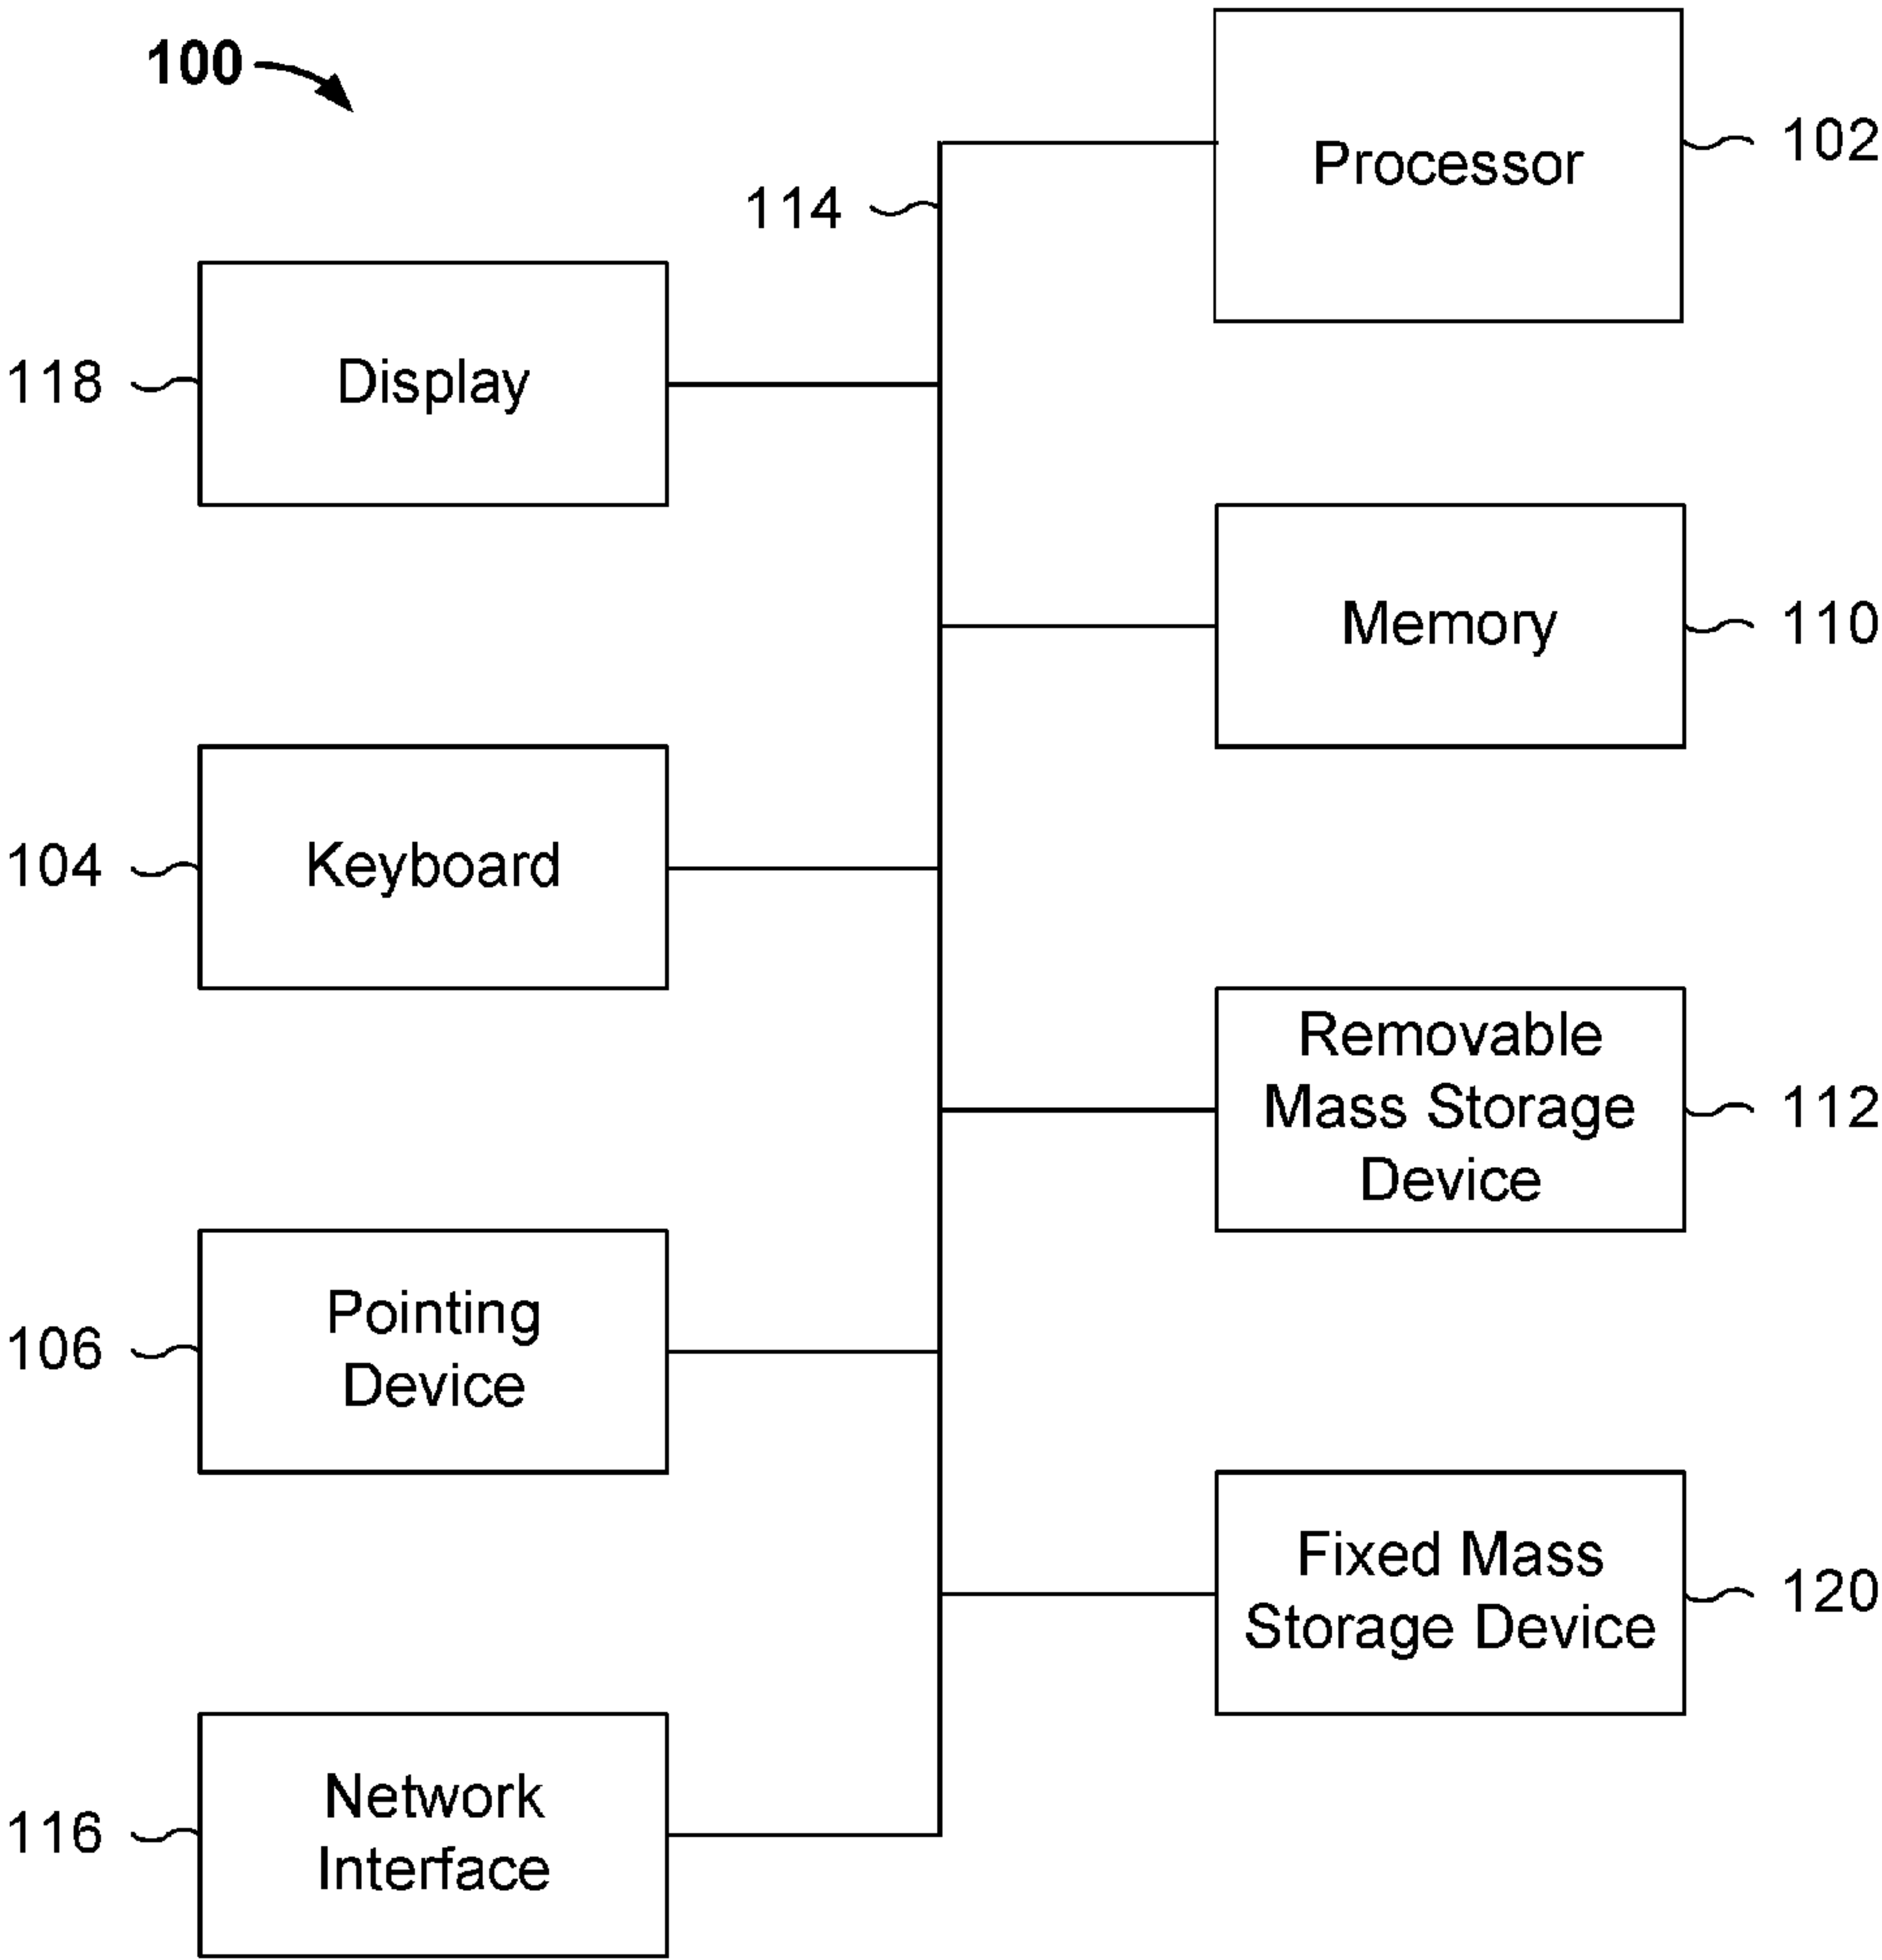 100
Processor
102
114
Display
118
Memory
110
Keyboard
104
Removable
Mass Storage
Device
112
Pointing
Device
106
Fixed Mass
Storage Device
120
Network
Interface
116